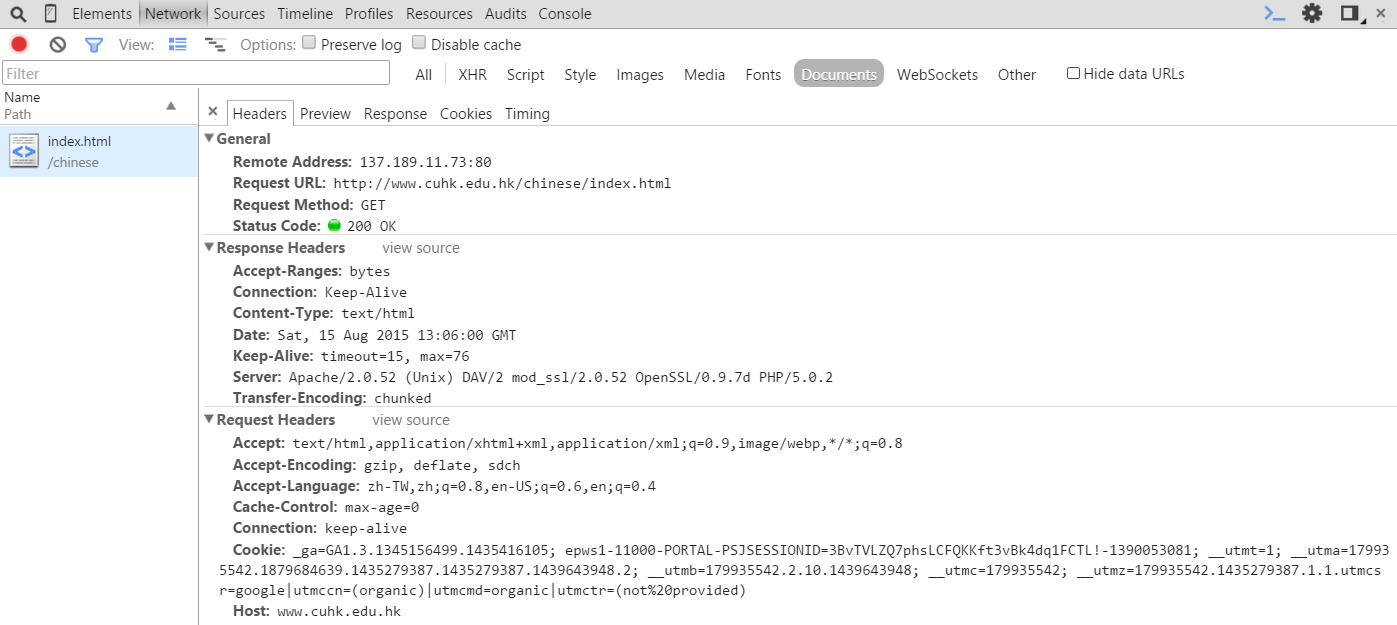 Elements Network Sources Timeline Profiles Resources Audits Console
View: Options: Preserve log Disable cache
Filter All XHR Script Style Images Media Fonts Documents WebSockets Other Hide data URLs
Name
Path
Headers Preview Response Cookies Timing
index.html
/chinese
General
Remote Address: 137.189.11.73:80
Request URL: http://www.cuhk.edu.hk/chinese/index.html
Request Method: GET
Status Code: 200 OK
Response Headers view source
Accept-Ranges: bytes
Connection: Keep-Alive
Content-Type: text/html
Date: Sat, 15 Aug 2015 13:06:00 GMT
Keep-Alive: timeout=15, max=76
Server: Apache/2.0.52 (Unix) DAV/2 mod_ssl/2.0.52 OpenSSL/0.9.7d PHP/5.0.2
Transfer-Encoding: chunked
Request Headers view source
Accept: text/html,application/xhtml+xml,application/xml;q=0.9,image/webp,*/*;q=0.8
Accept-Encoding: gzip, deflate, sdch
Accept-Language: zh-TW,zh;q=0.8,en-US;q=0.6,en;q=0.4
Cache-Control: max-age=0
Connection: keep-alive
Cookie: _ga=GA1.3.1345156499.1435416105; epws1-11000-PORTAL-PSJSESSIONID=3BvTVLZQ7phsLCFQKKft3vBk4dq1FCTL!-1390053081; __utmt=1; __utma=17993
5542.1879684639.1435279387.1435279387.1439643948.2; __utmb=179935542.2.10.1439643948; __utmc=179935542; __utmz=179935542.1435279387.1.1.utmcs
r=google|utmccn=(organic)|utmcmd=organic|utmctr=(not%20provided)
Host: www.cuhk.edu.hk